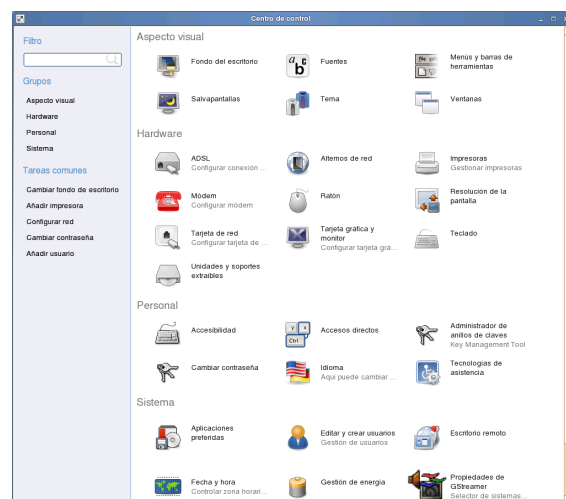 Centro de control
Filtro
Grupos
Aspecto visual
Hardware
Personal
Sistema
Tareas comunes
Cambiar fondo de escritorio
Añadir impresora
Configurar red
Cambiar contraseña
Añadir usuario
Aspecto visual
Fondo del escritorio
Fuentes
Menús y barras de
herramientas
Salvapantallas
Tema
Ventanas
Hardware
ADSL
Configurar conexión ...
Alternos de red
Impresoras
Gestionar impresoras
Módem
Configurar módem
Ratón
Resolución de la
pantalla
Tarjeta de red
Configurar tarjeta de ...
Tarjeta gráfica y
monitor
Configurar tarjeta grá...
Teclado
Unidades y soportes
extraíbles
Personal
Accesibilidad
Accesos directos
Administrador de
anillos de claves
Key Management Tool
Cambiar contraseña
Idioma
Aquí puede cambiar ...
Tecnologías de
asistencia
Sistema
Aplicaciones
preferidas
Editar y crear usuarios
Gestión de usuarios
Escritorio remoto
Fecha y hora
Controlar zona horari...
Gestión de energía
Propiedades de
GStreamer
Selector de sistemas...